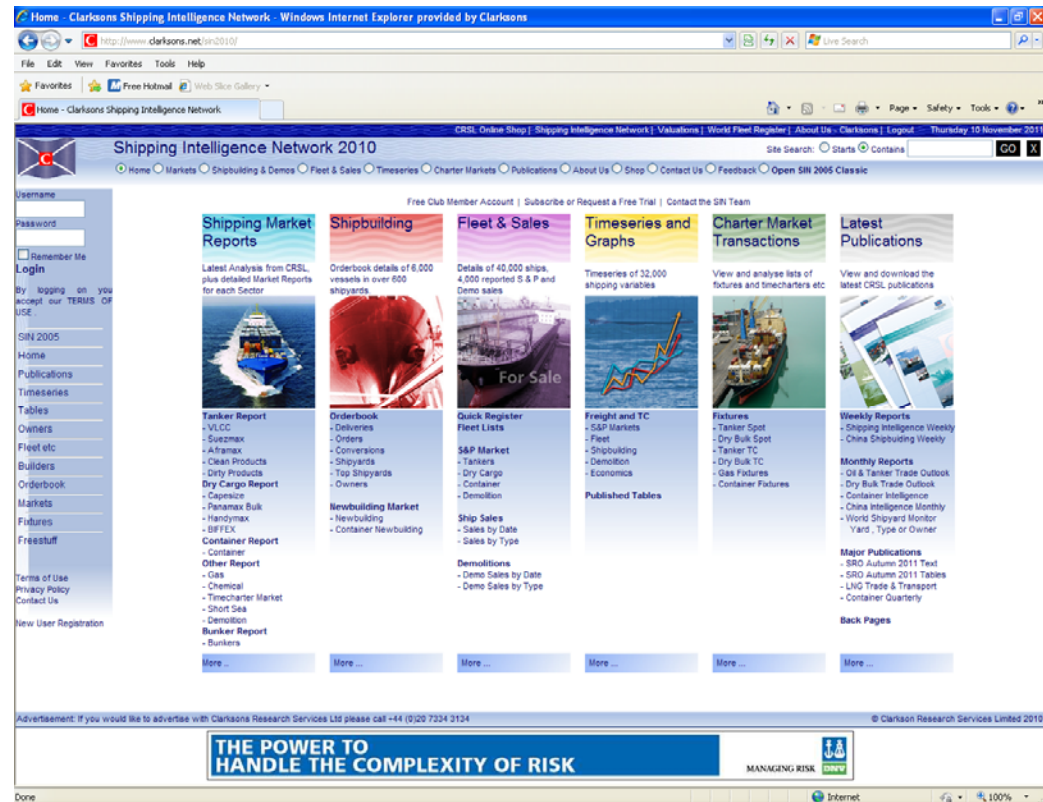 Home - Clarksons Shipping Intelligence Network - Windows Internet Explorer provided by Clarksons
http://www.clarksons.net/sin2010/
Live Search
File Edit View Favorites Tools Help
Favorites Free Hotmail Web Slice Gallery
Home - Clarksons Shipping Intelligence Network
Page Safety Tools
CRSL Online Shop | Shipping Intelligence Network | Valuations | World Fleet Register | About Us - Clarksons | Logout Thursday 10 November 2011
Shipping Intelligence Network 2010
Site Search: Starts Contains GO X
Home Markets Shipbuilding & Demos Fleet & Sales Timeseries Charter Markets Publications About Us Shop Contact Us Feedback Open SIN 2005 Classic
Free Club Member Account | Subscribe or Request a Free Trial | Contact the SIN Team
Username
Password
Remember Me
Login
By logging on you
accept our TERMS OF
USE .
SIN 2005
Home
Publications
Timeseries
Tables
Owners
Fleet etc
Builders
Orderbook
Markets
Fixtures
Freestuff
Terms of Use
Privacy Policy
Contact Us
New User Registration
Shipping Market
Reports
Latest Analysis from CRSL,
plus detailed Market Reports
for each Sector
Tanker Report
- VLCC
- Suezmax
- Aframax
- Clean Products
- Dirty Products
Dry Cargo Report
- Capesize
- Panamax Bulk
- Handymax
- BIFFEX
Container Report
- Container
Other Report
- Gas
- Chemical
- Timecharter Market
- Short Sea
- Demolition
Bunker Report
- Bunkers
More ..
Shipbuilding
Orderbook details of 6,000
vessels in over 600
shipyards.
Orderbook
- Deliveries
- Orders
- Conversions
- Shipyards
- Top Shipyards
- Owners
Newbuilding Market
- Newbuilding
- Container Newbuilding
More ...
Fleet & Sales
Details of 40,000 ships,
4,000 reported S & P and
Demo sales
For Sale
Quick Register
Fleet Lists
S&P Market
- Tankers
- Dry Cargo
- Container
- Demolition
Ship Sales
- Sales by Date
- Sales by Type
Demolitions
- Demo Sales by Date
- Demo Sales by Type
More ...
Timeseries and
Graphs
Timeseries of 32,000
shipping variables
Freight and TC
- S&P Markets
- Fleet
- Shipbuilding
- Demolition
- Economics
Published Tables
More ...
Charter Market
Transactions
View and analyse lists of
fixtures and timecharters etc
Fixtures
- Tanker Spot
- Dry Bulk Spot
- Tanker TC
- Dry Bulk TC
- Gas Fixtures
- Container Fixtures
More ...
Latest
Publications
View and download the
latest CRSL publications
Weekly Reports
- Shipping Intelligence Weekly
- China Shipbuiding Weekly
Monthly Reports
- Oil & Tanker Trade Outlook
- Dry Bulk Trade Outlook
- Container Intelligence
- China Intelligence Monthly
- World Shipyard Monitor
Yard , Type or Owner
Major Publications
- SRO Autumn 2011 Text
- SRO Autumn 2011 Tables
- LNG Trade & Transport
- Container Quarterly
Back Pages
More ...
Advertisement: If you would like to advertise with Clarksons Research Services Ltd please call +44 (0)20 7334 3134
© Clarkson Research Services Limited 2010
THE POWER TO
HANDLE THE COMPLEXITY OF RISK
MANAGING RISK DNV
Done Internet 100%